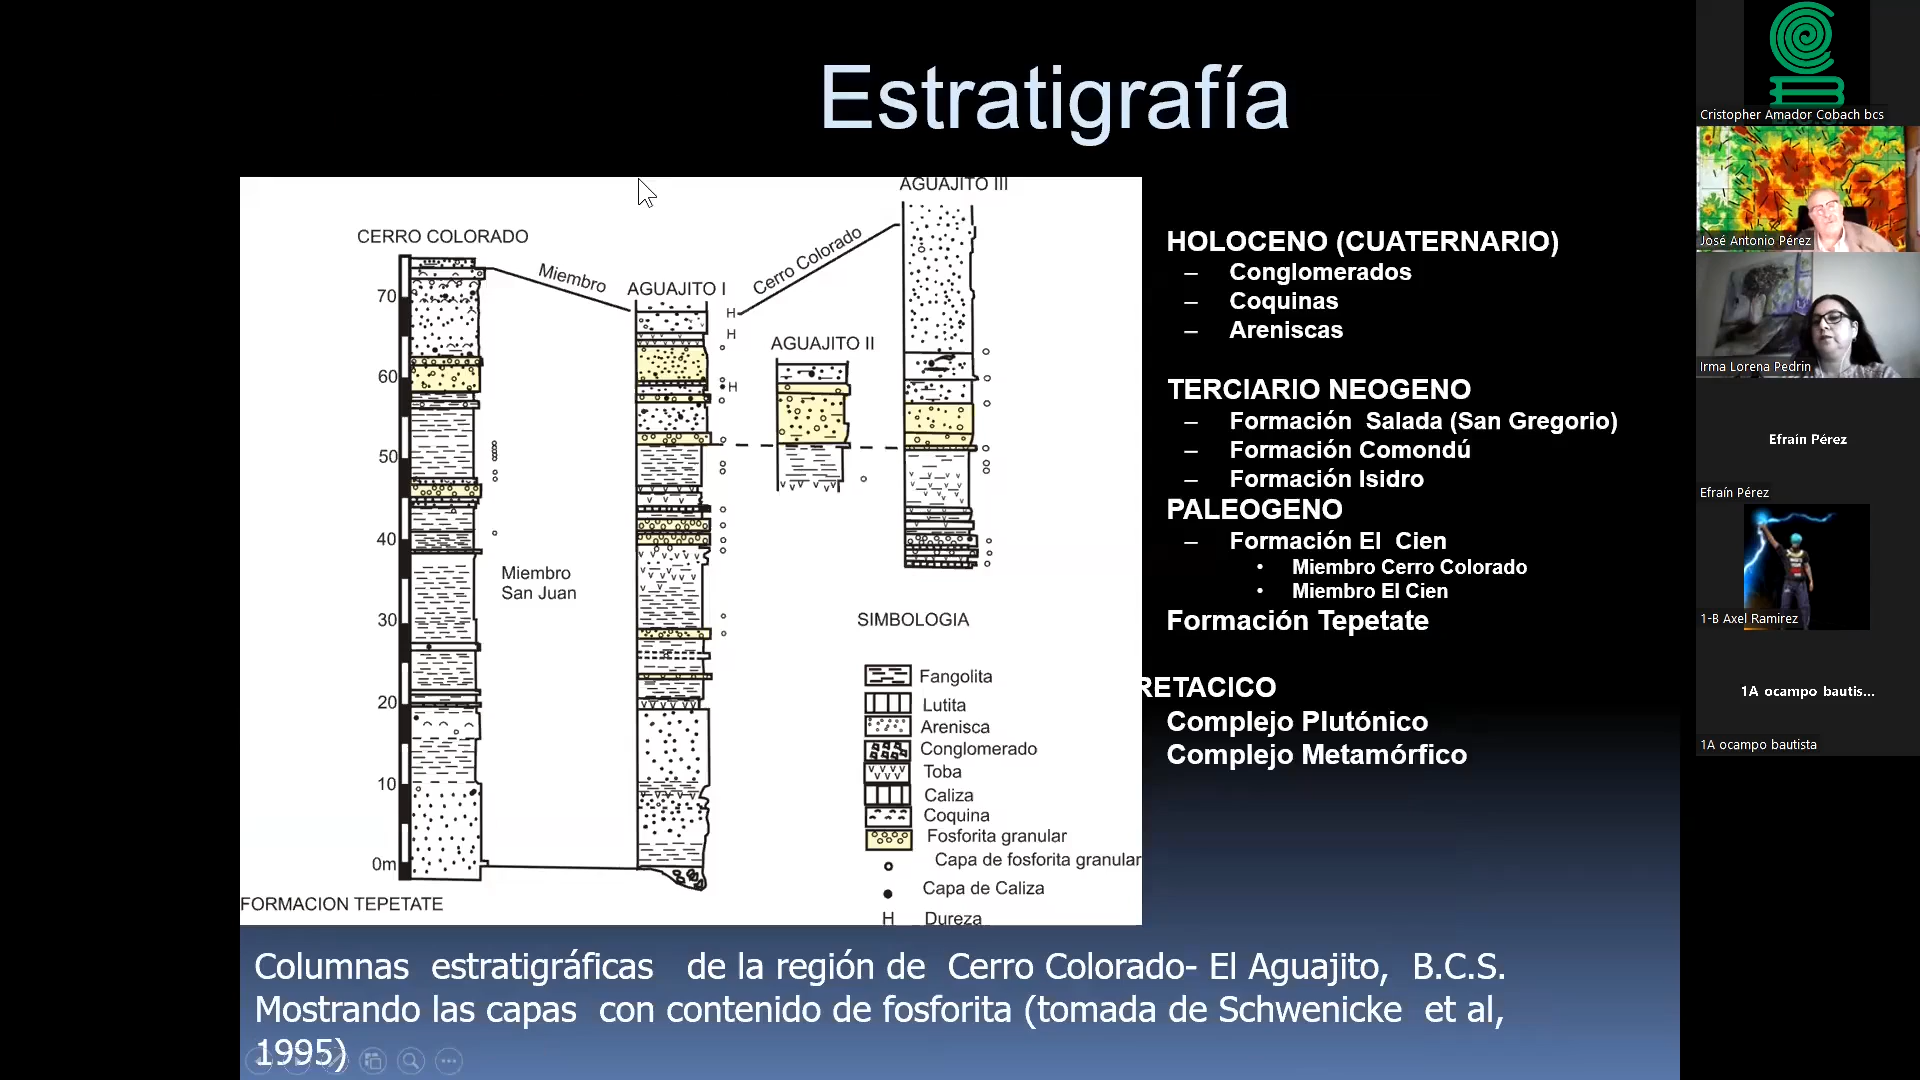 Estratigrafía
AGUAJITO III
CERRO COLORADO
Miembro
Cerro Colorado
AGUAJITO I
H
H
AGUAJITO II
H
70
60
50
40
30
20
10
0m
Miembro
San Juan
FORMACION TEPETATE
SIMBOLOGIA
Fangolita
Lutita
Arenisca
Conglomerado
Toba
Caliza
Coquina
Fosforita granular
Capa de fosforita granular
Capa de Caliza
H Dureza
HOLOCENO (CUATERNARIO)
– Conglomerados
– Coquinas
– Areniscas
TERCIARIO NEOGENO
– Formación Salada (San Gregorio)
– Formación Comondú
– Formación Isidro
PALEOGENO
– Formación El Cien
• Miembro Cerro Colorado
• Miembro El Cien
Formación Tepetate
RETACICO
Complejo Plutónico
Complejo Metamórfico
Columnas estratigráficas de la región de Cerro Colorado- El Aguajito, B.C.S.
Mostrando las capas con contenido de fosforita (tomada de Schwenicke et al,
1995)
Cristopher Amador Cobach bcs
José Antonio Pérez
Irma Lorena Pedrin
Efraín Pérez
Efraín Pérez
1-B Axel Ramirez
1A ocampo bautis...
1A ocampo bautista